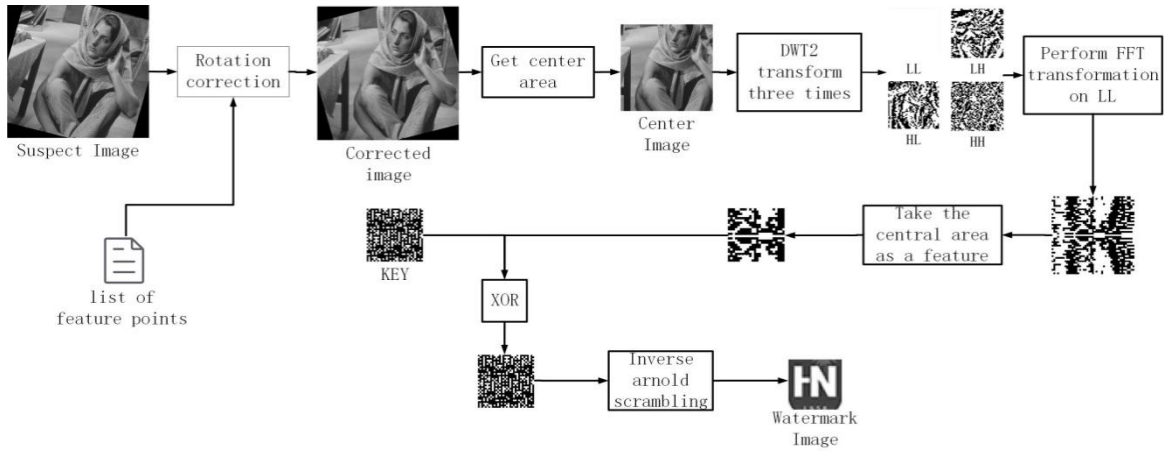 Rotation
correction
Suspect Image
list of
feature points
Corrected
image
Get center
area
Center
Image
DWT2
transform
three times
LL
LH
HL
HH
Perform FFT
transformation
on LL
Take the
central area
as a feature
KEY
XOR
Inverse
arnold
scrambling
HN
Watermark
Image